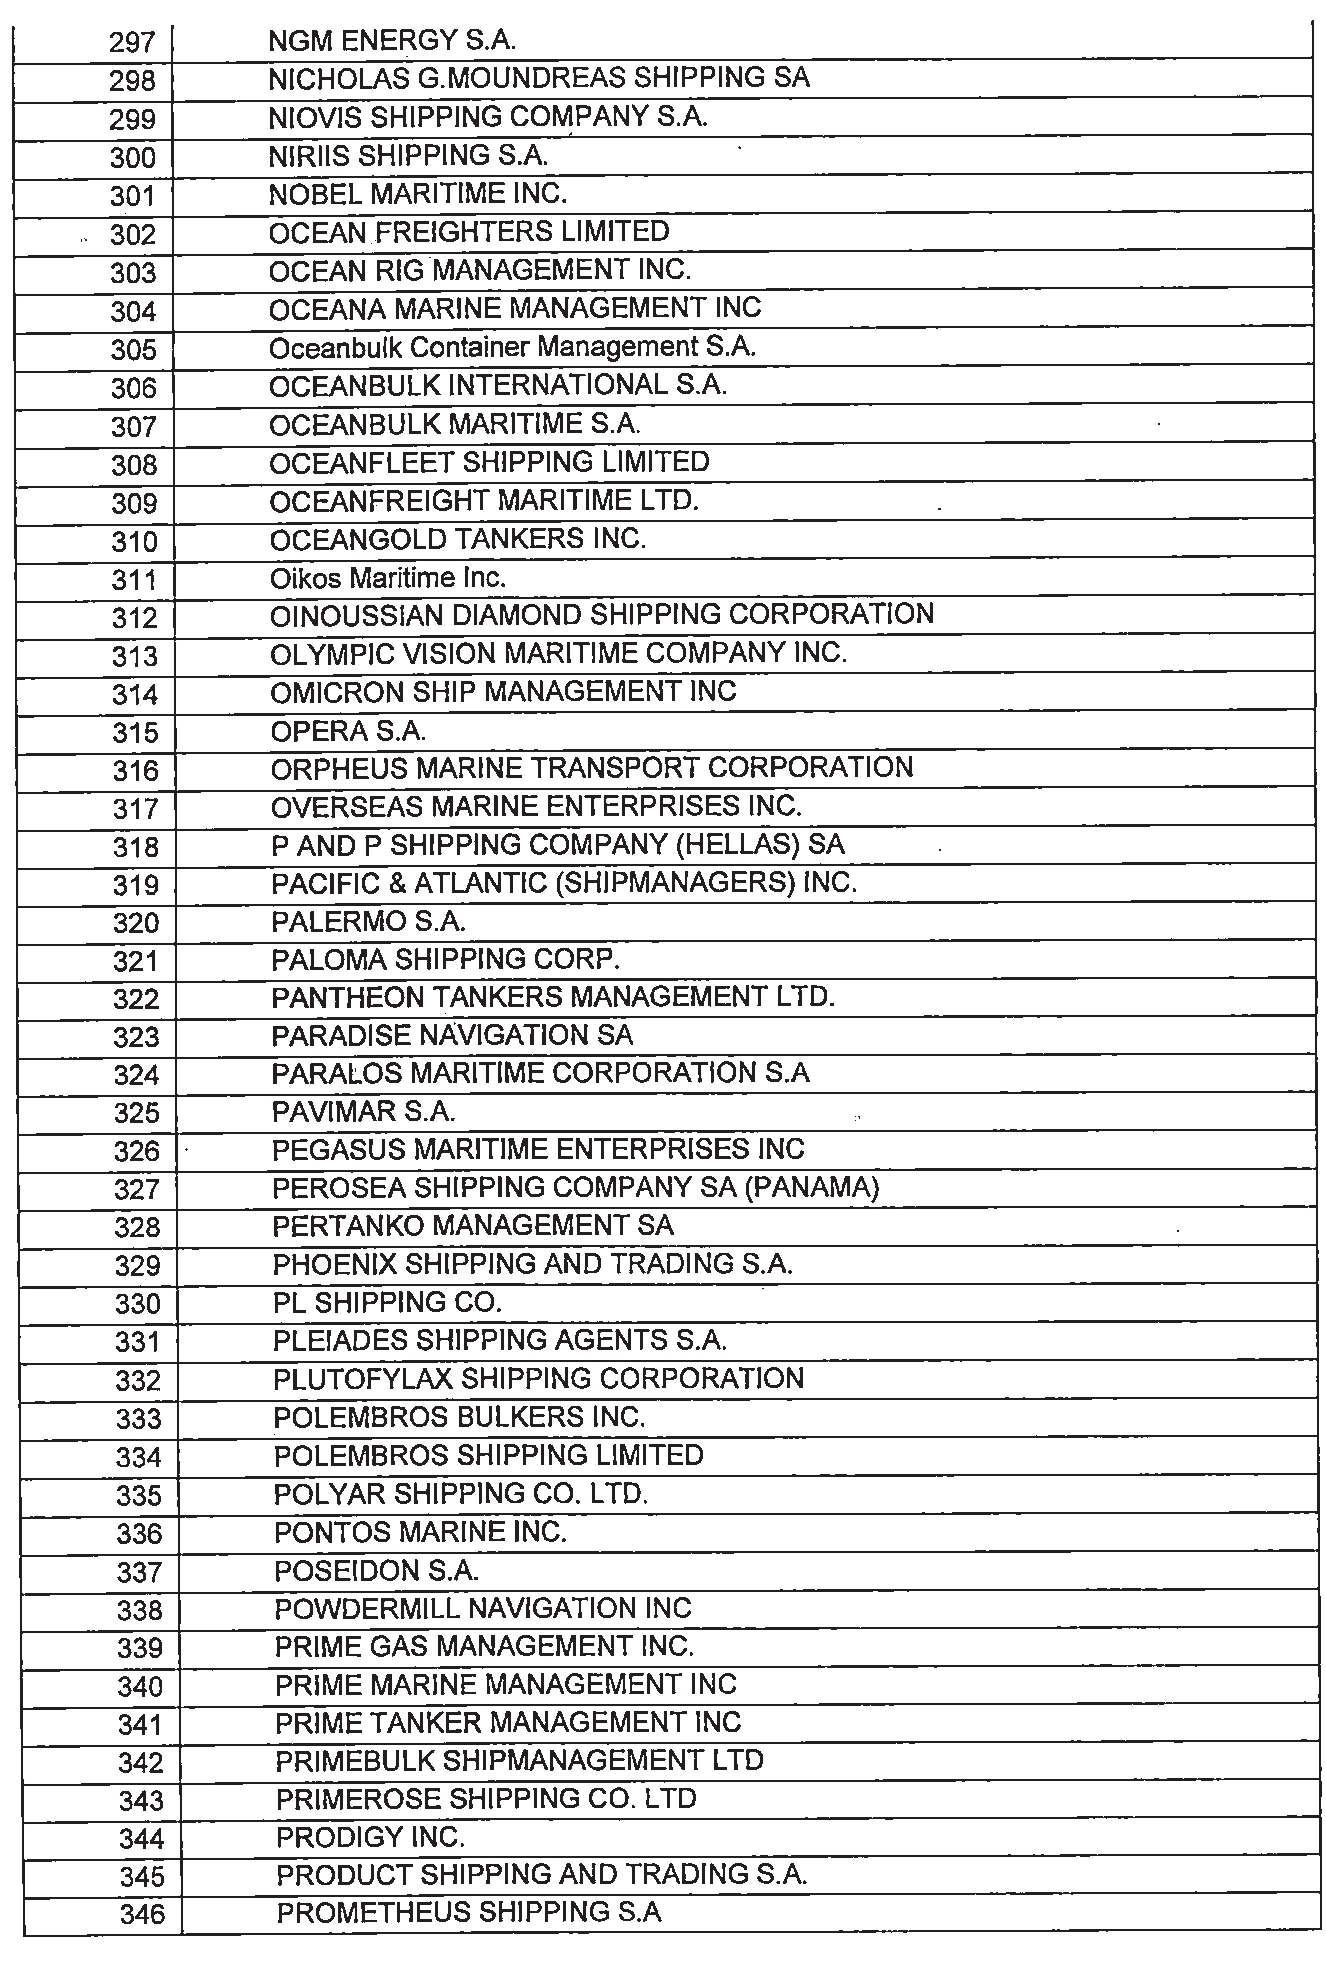 297 NGM ENERGY S.A.
298 NICHOLAS G.MOUNDREAS SHIPPING SA
299 NIOVIS SHIPPING COMPANY S.A.
300 NIRIIS SHIPPING S.A.
301 NOBEL MARITIME INC.
302 OCEAN FREIGHTERS LIMITED
303 OCEAN RIG MANAGEMENT INC.
304 OCEANA MARINE MANAGEMENT INC
305 Oceanbulk Container Management S.A.
306 OCEANBULK INTERNATIONAL S.A.
307 OCEANBULK MARITIME S.A.
308 OCEANFLEET SHIPPING LIMITED
309 OCEANFREIGHT MARITIME LTD.
310 OCEANGOLD TANKERS INC.
311 Oikos Maritime Inc.
312 OINOUSSIAN DIAMOND SHIPPING CORPORATION
313 OLYMPIC VISION MARITIME COMPANY INC.
314 OMICRON SHIP MANAGEMENT INC
315 OPERA S.A.
316 ORPHEUS MARINE TRANSPORT CORPORATION
317 OVERSEAS MARINE ENTERPRISES INC.
318 P AND P SHIPPING COMPANY (HELLAS) SA
319 PACIFIC & ATLANTIC (SHIPMANAGERS) INC.
320 PALERMO S.A.
321 PALOMA SHIPPING CORP.
322 PANTHEON TANKERS MANAGEMENT LTD.
323 PARADISE NAVIGATION SA
324 PARALOS MARITIME CORPORATION S.A
325 PAVIMAR S.A.
326 PEGASUS MARITIME ENTERPRISES INC
327 PEROSEA SHIPPING COMPANY SA (PANAMA)
328 PERTANKO MANAGEMENT SA
329 PHOENIX SHIPPING AND TRADING S.A.
330 PL SHIPPING CO.
331 PLEIADES SHIPPING AGENTS S.A.
332 PLUTOFYLAX SHIPPING CORPORATION
333 POLEMBROS BULKERS INC.
334 POLEMBROS SHIPPING LIMITED
335 POLYAR SHIPPING CO. LTD.
336 PONTOS MARINE INC.
337 POSEIDON S.A.
338 POWDERMILL NAVIGATION INC
339 PRIME GAS MANAGEMENT INC.
340 PRIME MARINE MANAGEMENT INC
341 PRIME TANKER MANAGEMENT INC
342 PRIMEBULK SHIPMANAGEMENT LTD
343 PRIMEROSE SHIPPING CO. LTD
344 PRODIGY INC.
345 PRODUCT SHIPPING AND TRADING S.A.
346 PROMETHEUS SHIPPING S.A